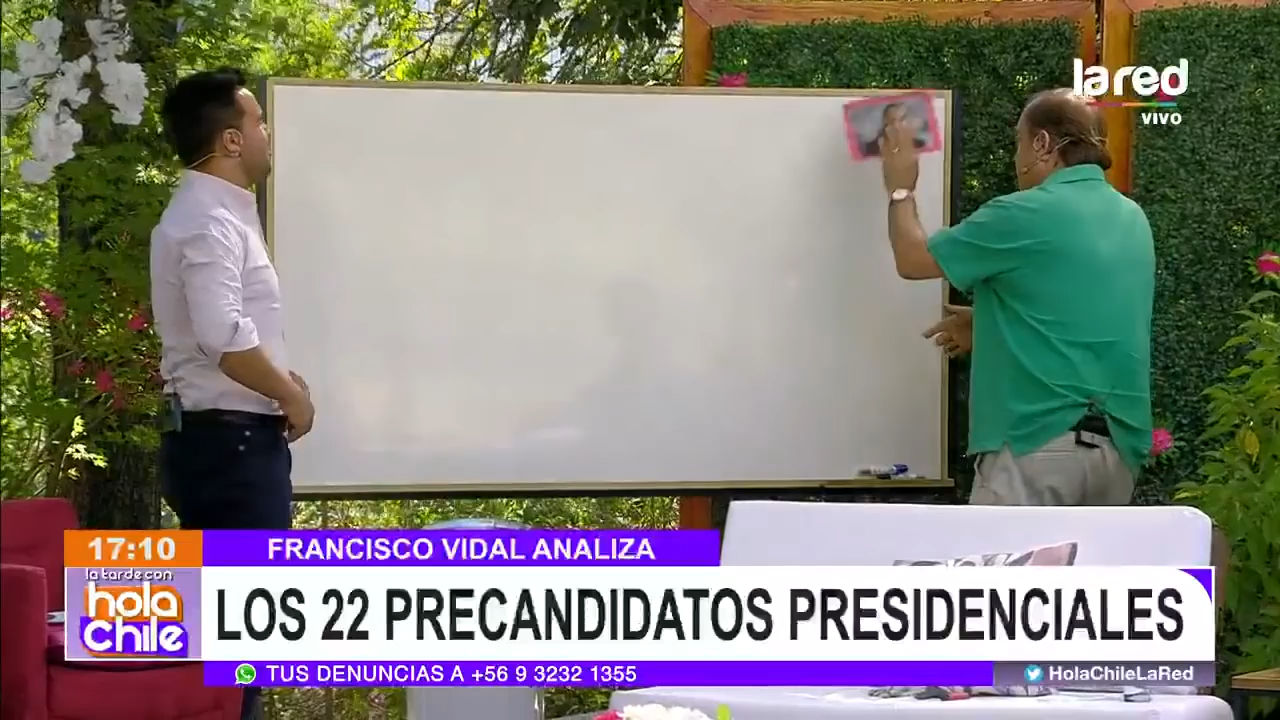 la red
vivo
17:10
FRANCISCO VIDAL ANALIZA
la tarde con
hola
chile
LOS 22 PRECANDIDATOS PRESIDENCIALES
TUS DENUNCIAS A +56 9 3232 1355
HolaChileLaRed